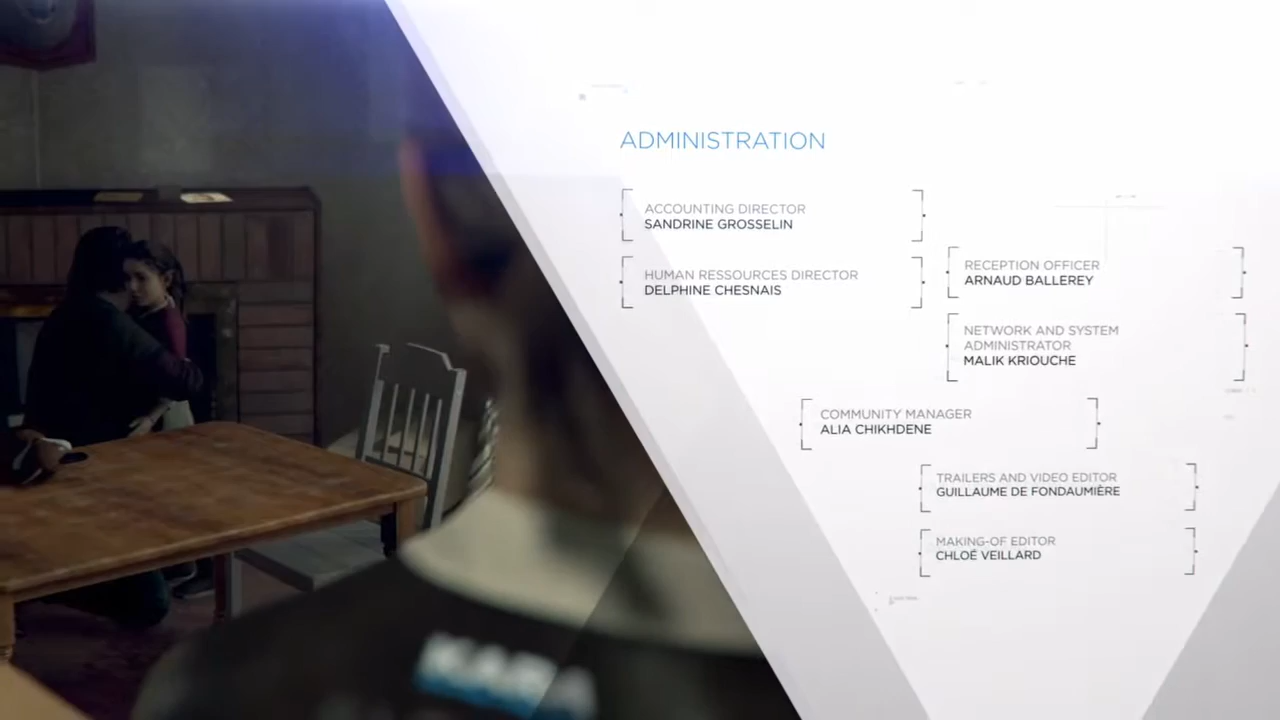 ADMINISTRATION
ACCOUNTING DIRECTOR
SANDRINE GROSSELIN
HUMAN RESSOURCES DIRECTOR
DELPHINE CHESNAIS
RECEPTION OFFICER
ARNAUD BALLEREY
NETWORK AND SYSTEM
ADMINISTRATOR
MALIK KRIOUCHE
COMMUNITY MANAGER
ALIA CHIKHDENE
TRAILERS AND VIDEO EDITOR
GUILLAUME DE FONDAUMIÈRE
MAKING-OF EDITOR
CHLOÉ VEILLARD
KARA